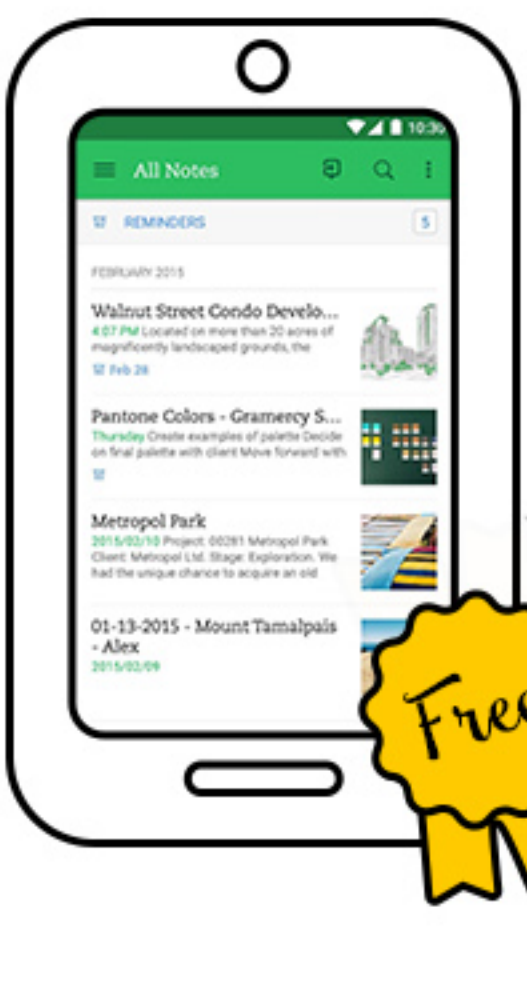 10:36
All Notes
REMINDERS
5
FEBRUARY 2015
Walnut Street Condo Develo...
4:07 PM Located on more than 20 acres of
magnificently landscaped grounds, the
Feb 28
Pantone Colors - Gramercy S...
Thursday Create examples of palette Decide
on final palette with client Move forward with
Metropol Park
2015/02/10 Project: 00281 Metropol Park
Client: Metropol Ltd. Stage: Exploration. We
had the unique chance to acquire an old
01-13-2015 - Mount Tamalpais
- Alex
2015/02/09
Free